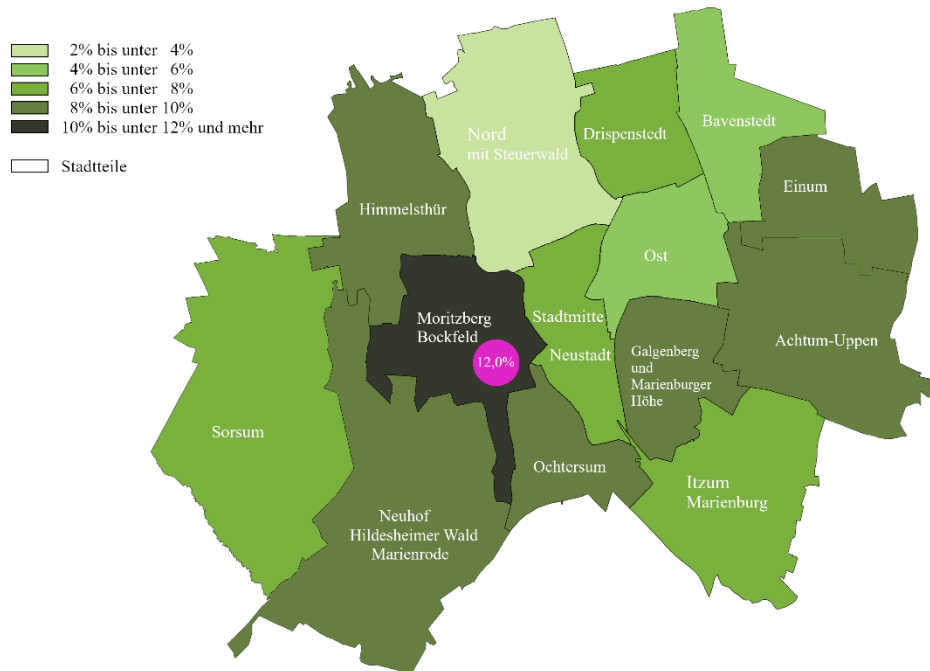 2% bis unter 4%
4% bis unter 6%
6% bis unter 8%
8% bis unter 10%
10% bis unter 12% und mehr
Stadtteile
Nord
mit Steuerwald
Drispenstedt
Bavenstedt
Einum
Himmelsthür
Ost
Moritzberg
Bockfeld
12,0%
Stadtmitte
Neustadt
Galgenberg
und
Marienburger
Höhe
Achtum-Uppen
Sorsum
Ochtersum
Itzum
Marienburg
Neuhof
Hildesheimer Wald
Marienrode